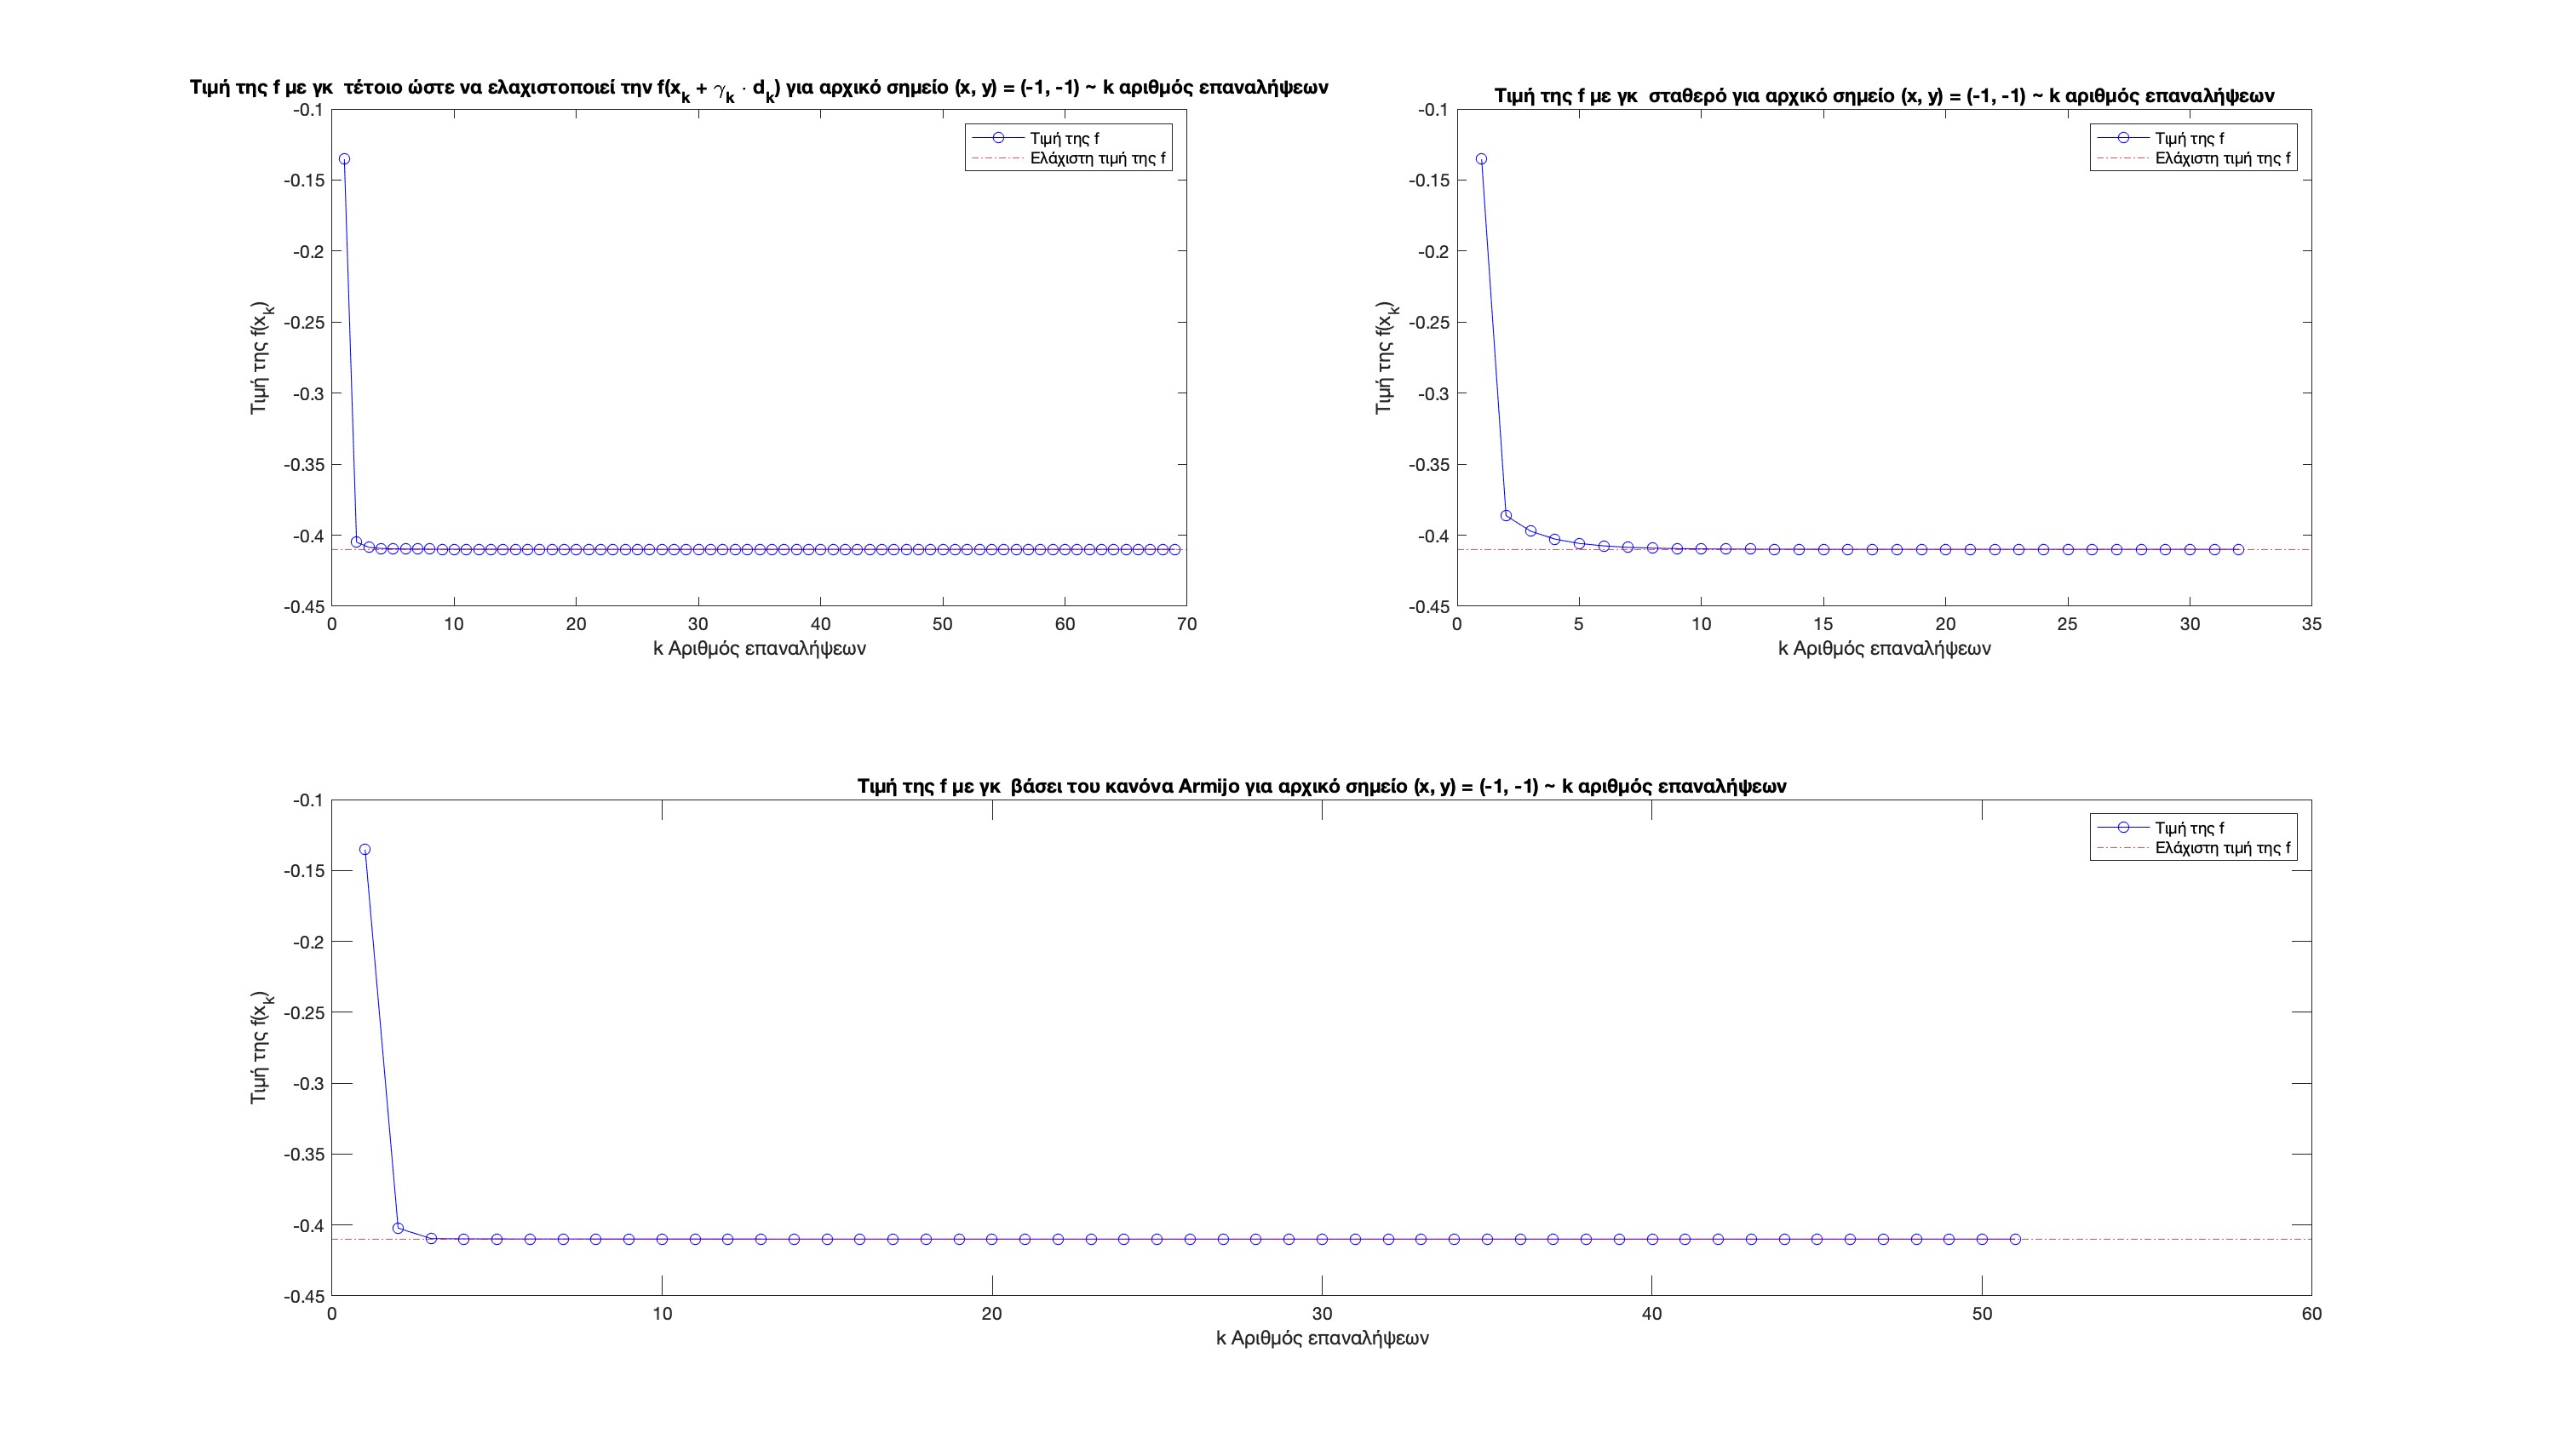 Τιμή της f με γκ τέτοιο ώστε να ελαχιστοποιεί την f(x_k + γ_k · d_k) για αρχικό σημείο (x, y) = (-1, -1) ~ k αριθμός επαναλήψεων
-0.1
-0.15
-0.2
-0.25
-0.3
-0.35
-0.4
-0.45
Τιμή της f(x_k)
0 10 20 30 40 50 60 70
k Αριθμός επαναλήψεων
Τιμή της f
Ελάχιστη τιμή της f
Τιμή της f με γκ σταθερό για αρχικό σημείο (x, y) = (-1, -1) ~ k αριθμός επαναλήψεων
-0.1
-0.15
-0.2
-0.25
-0.3
-0.35
-0.4
-0.45
Τιμή της f(x_k)
0 5 10 15 20 25 30 35
k Αριθμός επαναλήψεων
Τιμή της f
Ελάχιστη τιμή της f
Τιμή της f με γκ βάσει του κανόνα Armijo για αρχικό σημείο (x, y) = (-1, -1) ~ k αριθμός επαναλήψεων
-0.1
-0.15
-0.2
-0.25
-0.3
-0.35
-0.4
-0.45
Τιμή της f(x_k)
0 10 20 30 40 50 60
k Αριθμός επαναλήψεων
Τιμή της f
Ελάχιστη τιμή της f